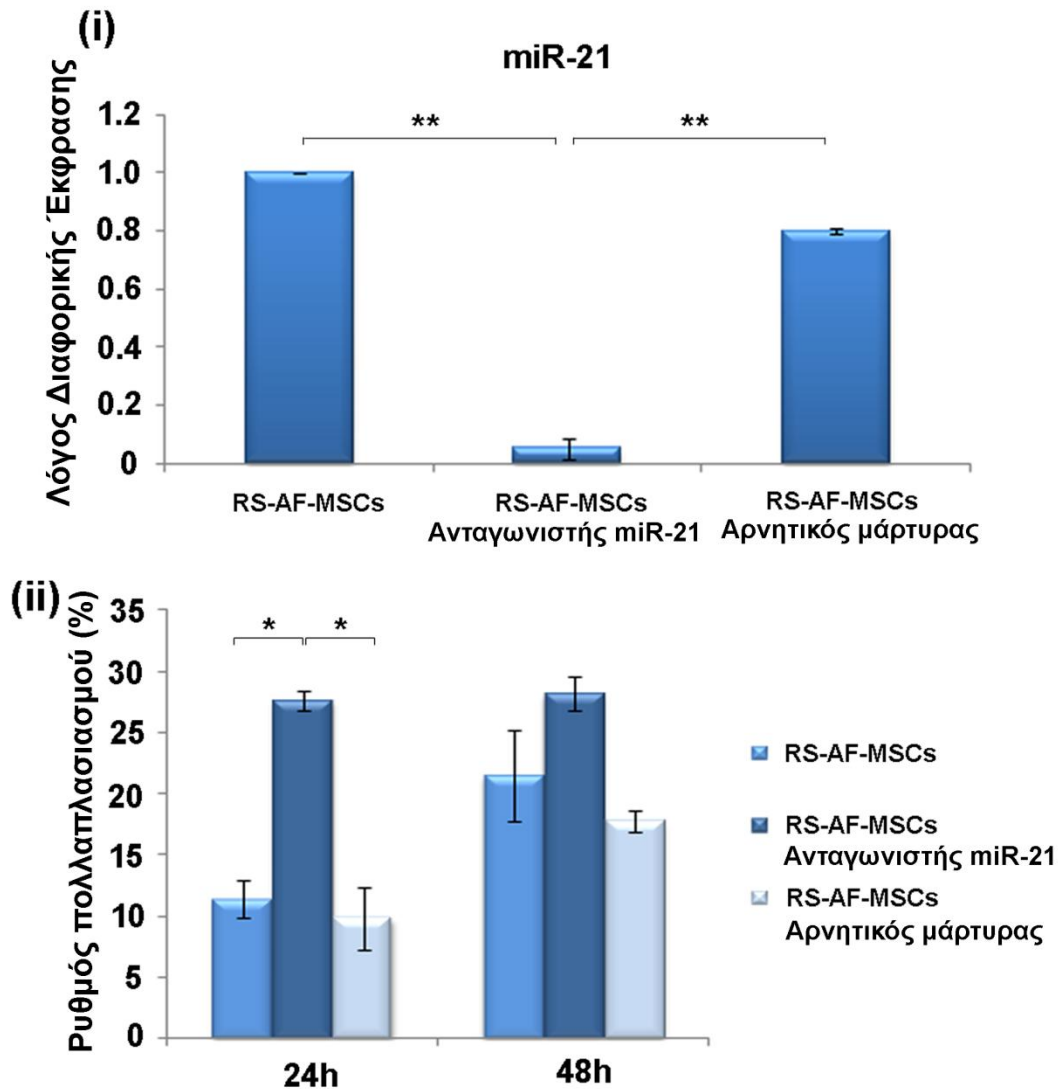 (i)
miR-21
Λόγος Διαφορικής Έκφρασης
1.2
1.0
0.8
0.6
0.4
0.2
0
**
**
RS-AF-MSCs
RS-AF-MSCs
Ανταγωνιστής miR-21
RS-AF-MSCs
Αρνητικός μάρτυρας
(ii)
Ρυθμός πολλαπλασιασμού (%)
35
30
25
20
15
10
5
0
*
*
24h
48h
RS-AF-MSCs
RS-AF-MSCs
Ανταγωνιστής miR-21
RS-AF-MSCs
Αρνητικός μάρτυρας